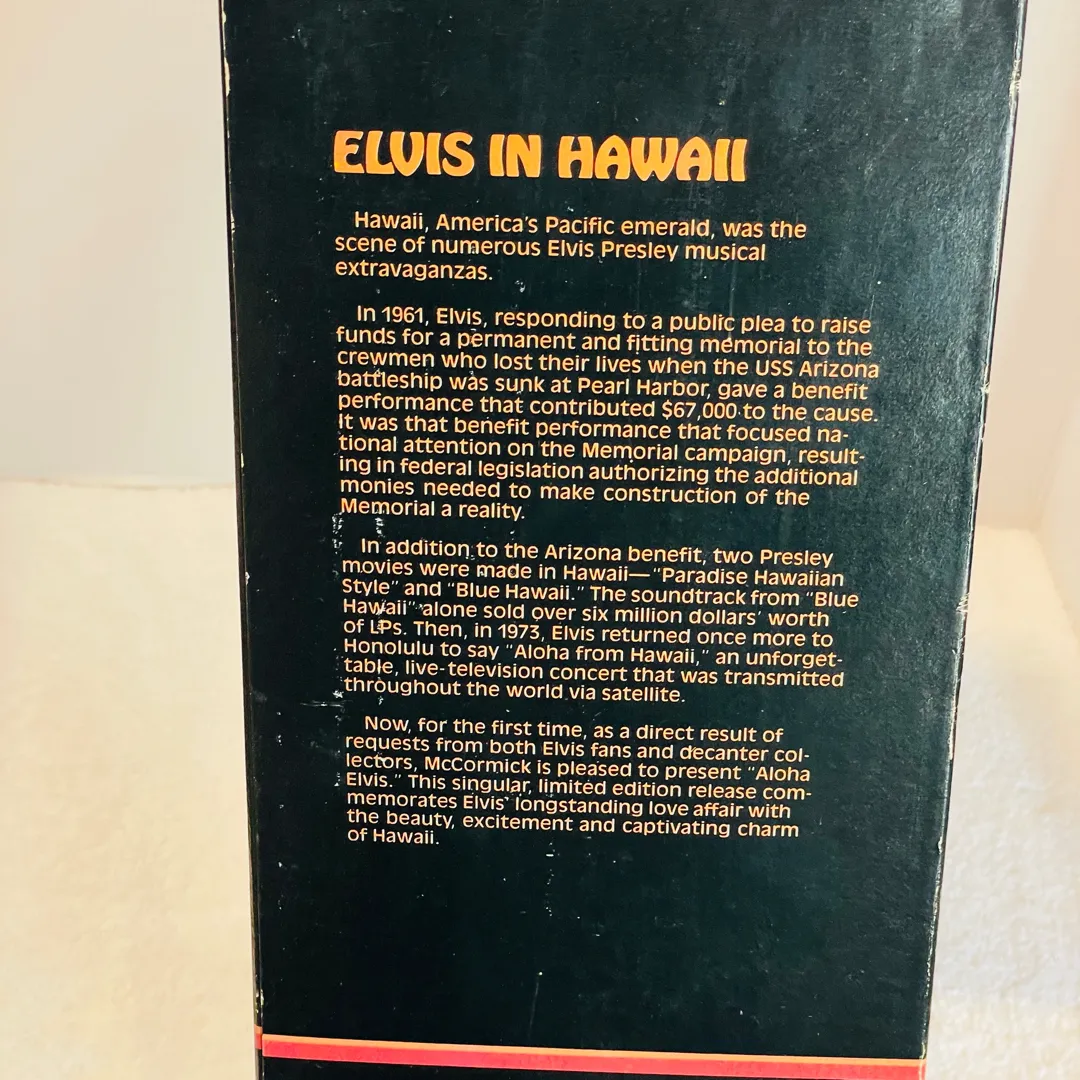 ELVIS IN HAWAII
Hawaii, America's Pacific emerald, was the
scene of numerous Elvis Presley musical
extravaganzas.
In 1961, Elvis, responding to a public plea to raise
funds for a permanent and fitting memorial to the
crewmen who lost their lives when the USS Arizona
battleship was sunk at Pearl Harbor, gave a benefit
performance that contributed $67,000 to the cause.
It was that benefit performance that focused na-
tional attention on the Memorial campaign, result-
ing in federal legislation authorizing the additional
monies needed to make construction of the
Memorial a reality.
In addition to the Arizona benefit, two Presley
movies were made in Hawaii—"Paradise Hawaiian
Style" and "Blue Hawaii." The soundtrack from "Blue
Hawaii" alone sold over six million dollars' worth
of LPs. Then, in 1973, Elvis returned once more to
Honolulu to say "Aloha from Hawaii," an unforget-
table, live-television concert that was transmitted
throughout the world via satellite.
Now, for the first time, as a direct result of
requests from both Elvis fans and decanter col-
lectors, McCormick is pleased to present "Aloha
Elvis." This singular, limited edition release com-
memorates Elvis' longstanding love affair with
the beauty, excitement and captivating charm
of Hawaii.